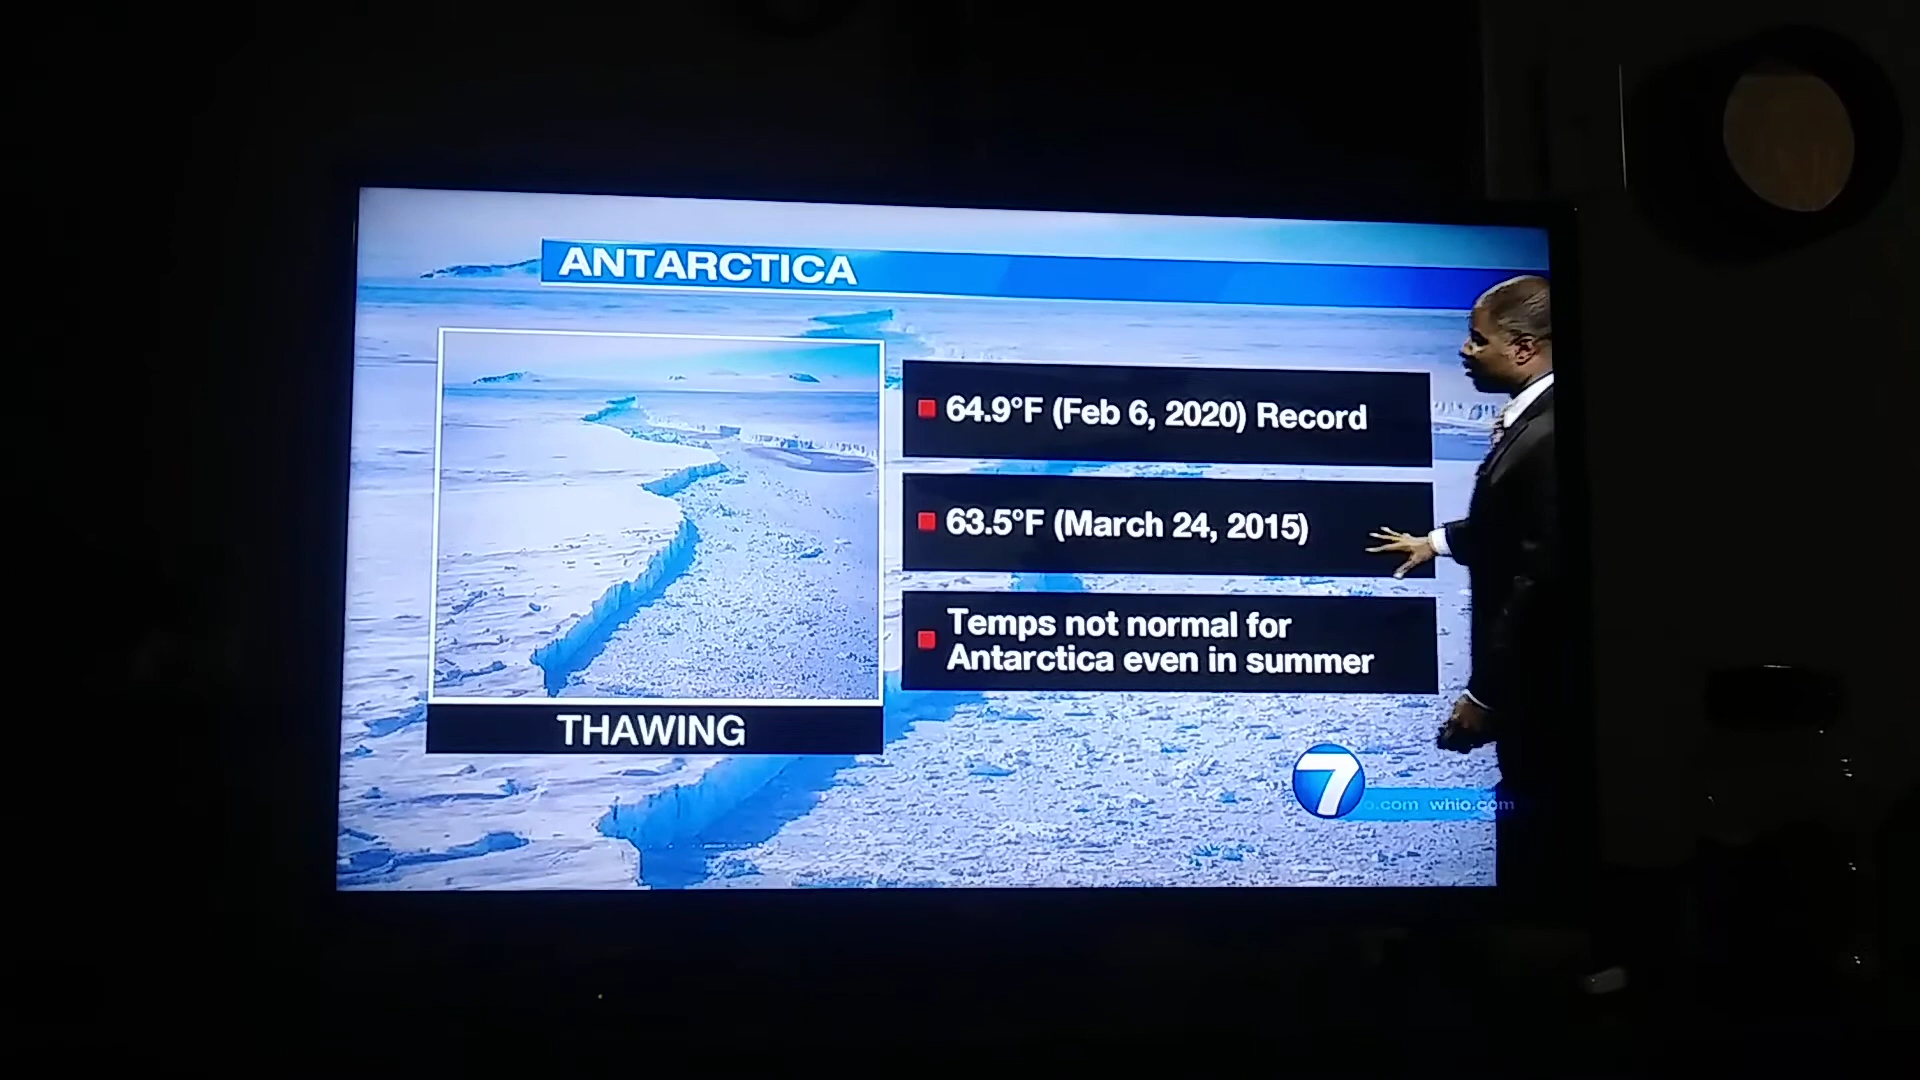 ANTARCTICA
64.9°F (Feb 6, 2020) Record
63.5°F (March 24, 2015)
Temps not normal for
Antarctica even in summer
THAWING
7
o.com whio.com